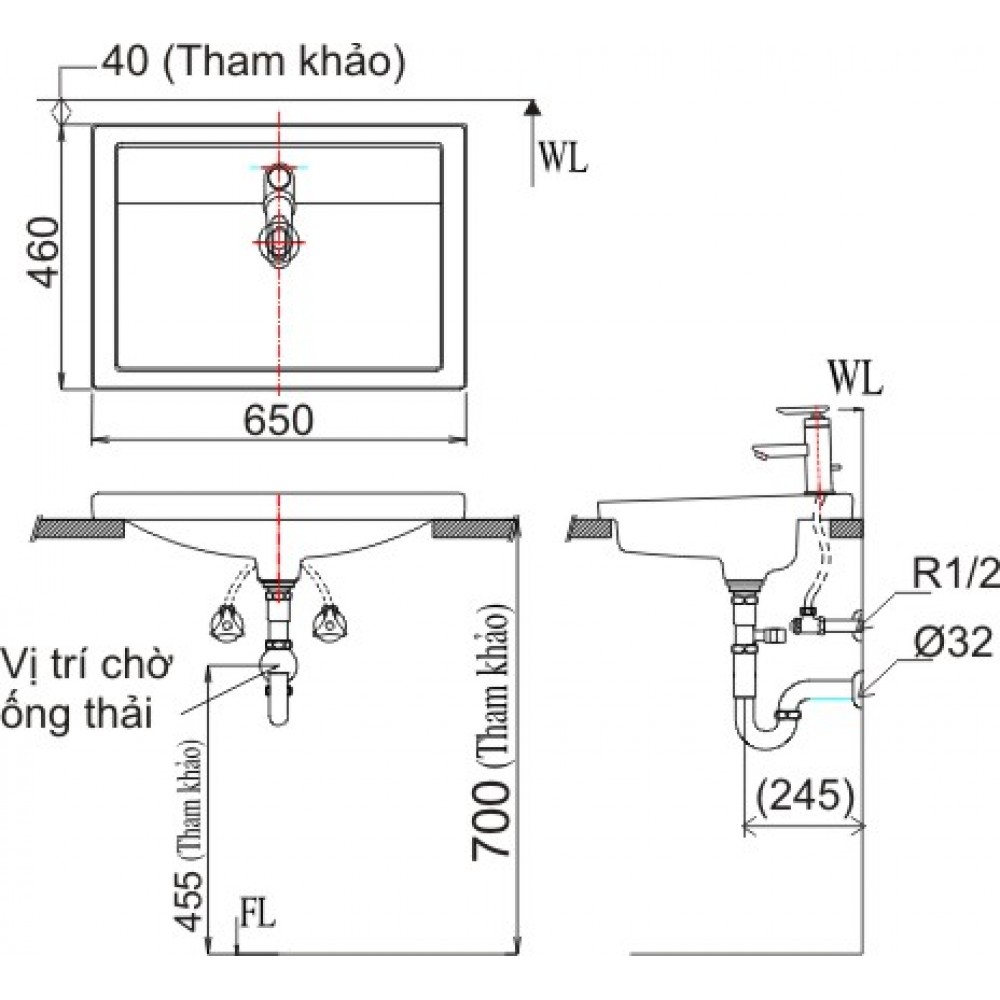 40 (Tham khảo)
WL
460
650
WL
R1/2
Ø32
Vị trí chờ
ống thải
455 (Tham khảo)
700 (Tham khảo)
(245)
FL